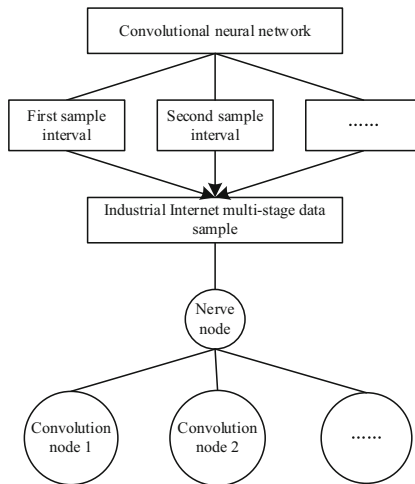 Convolutional neural network
First sample
interval
Second sample
interval
......
Industrial Internet multi-stage data
sample
Nerve
node
Convolution
node 1
Convolution
node 2
......